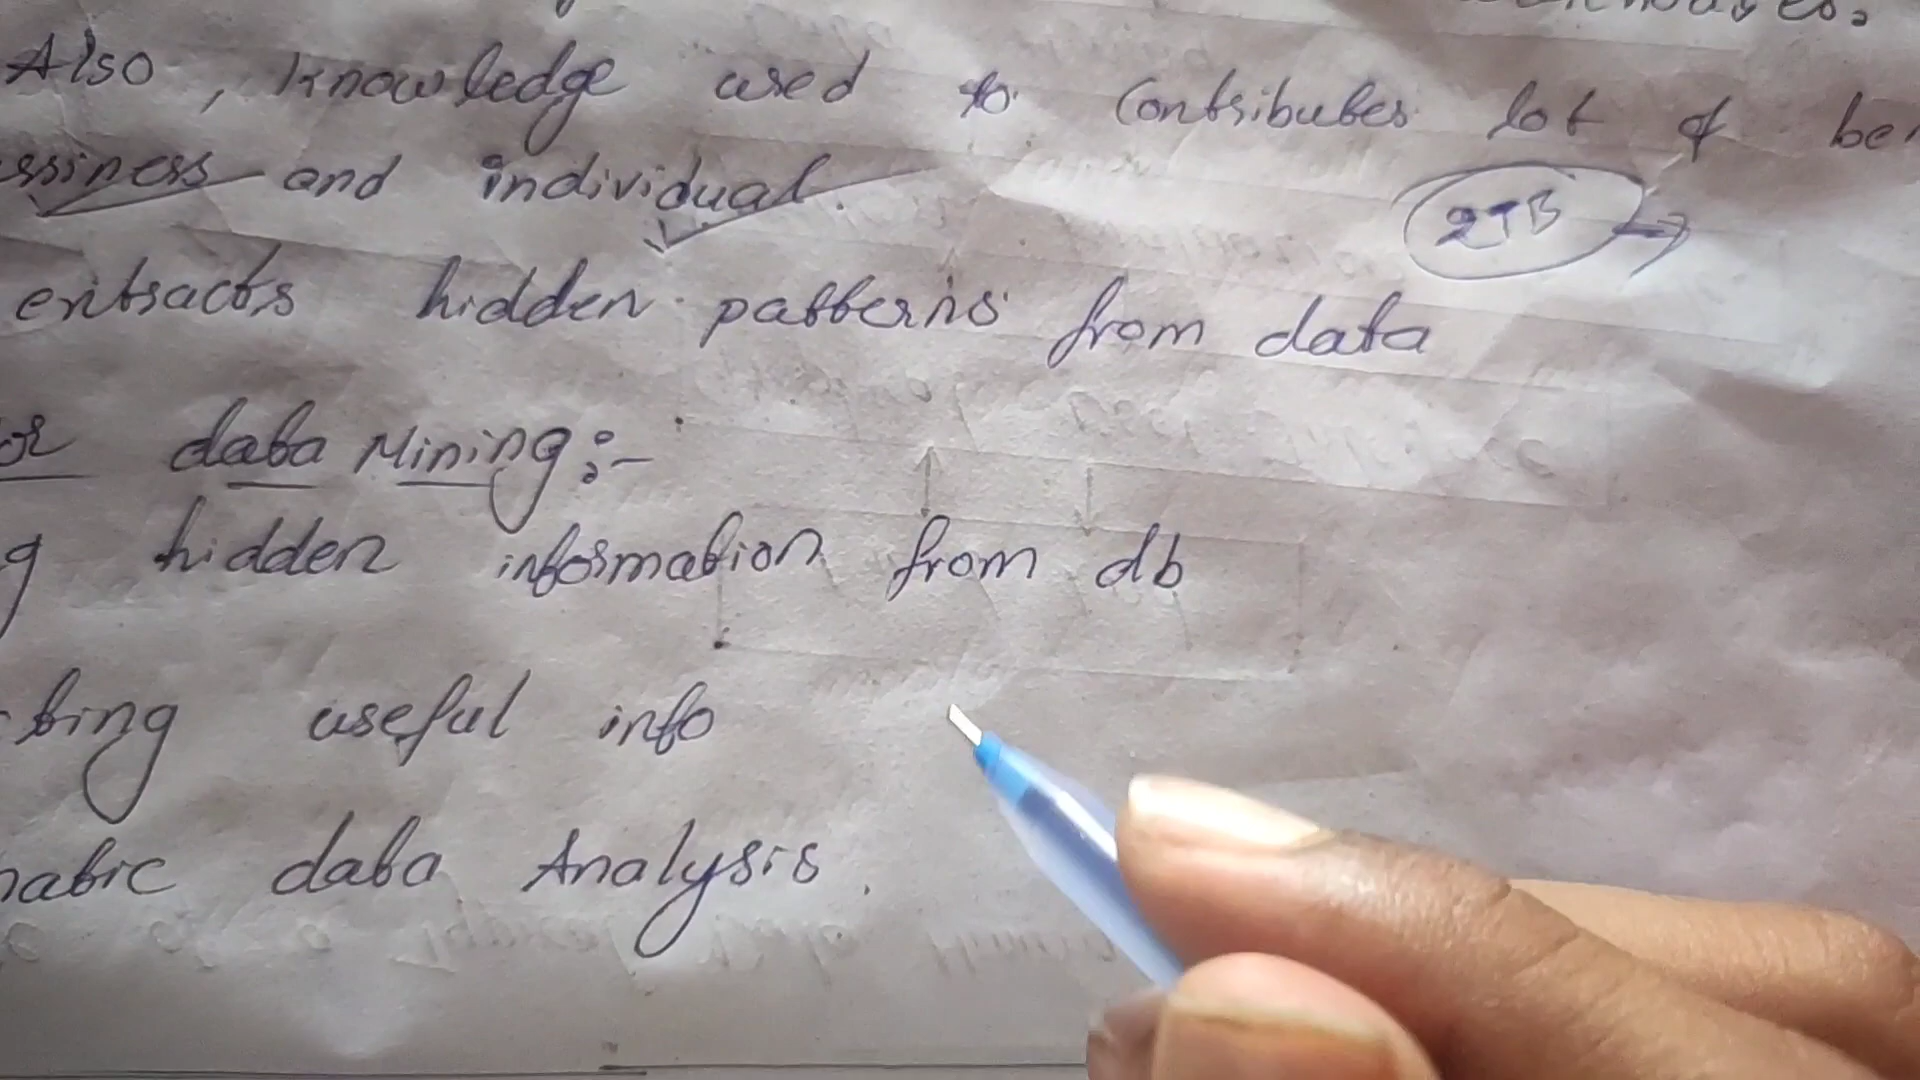 Also, knowledge used to contributes lot of
and individual.
2TB
extracts hidden patterns from data
data Mining:-
hidden information from db
useful info
data Analysis.